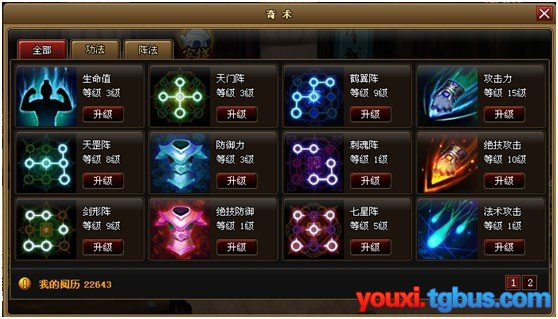 奇术
全部 功法 阵法
生命值 天门阵 鹤翼阵 攻击力
等级 3级 等级 3级 等级 9级 等级 15级
升级 升级 升级 升级
天罡阵 防御力 刺魂阵 绝技攻击
等级 8级 等级 3级 等级 1级 等级 10级
升级 升级 升级 升级
剑形阵 绝技防御 七星阵 法术攻击
等级 9级 等级 1级 等级 5级 等级 1级
升级 升级 升级 升级
我的阅历 22643
1 2
youxi.tgbus.com